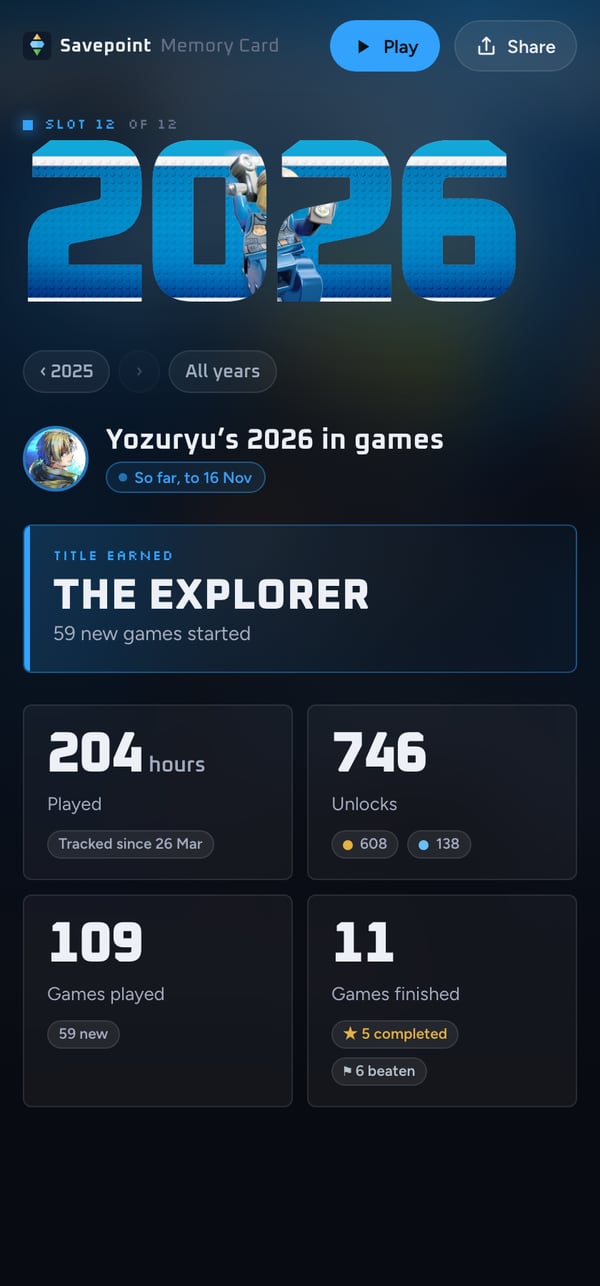 Savepoint Memory Card
Play
Share
SLOT 12 OF 12
2026
‹ 2025
›
All years
Yozuryu’s 2026 in games
So far, to 16 Nov
TITLE EARNED
THE EXPLORER
59 new games started
204 hours
Played
Tracked since 26 Mar
746
Unlocks
608
138
109
Games played
59 new
11
Games finished
★ 5 completed
⚑ 6 beaten